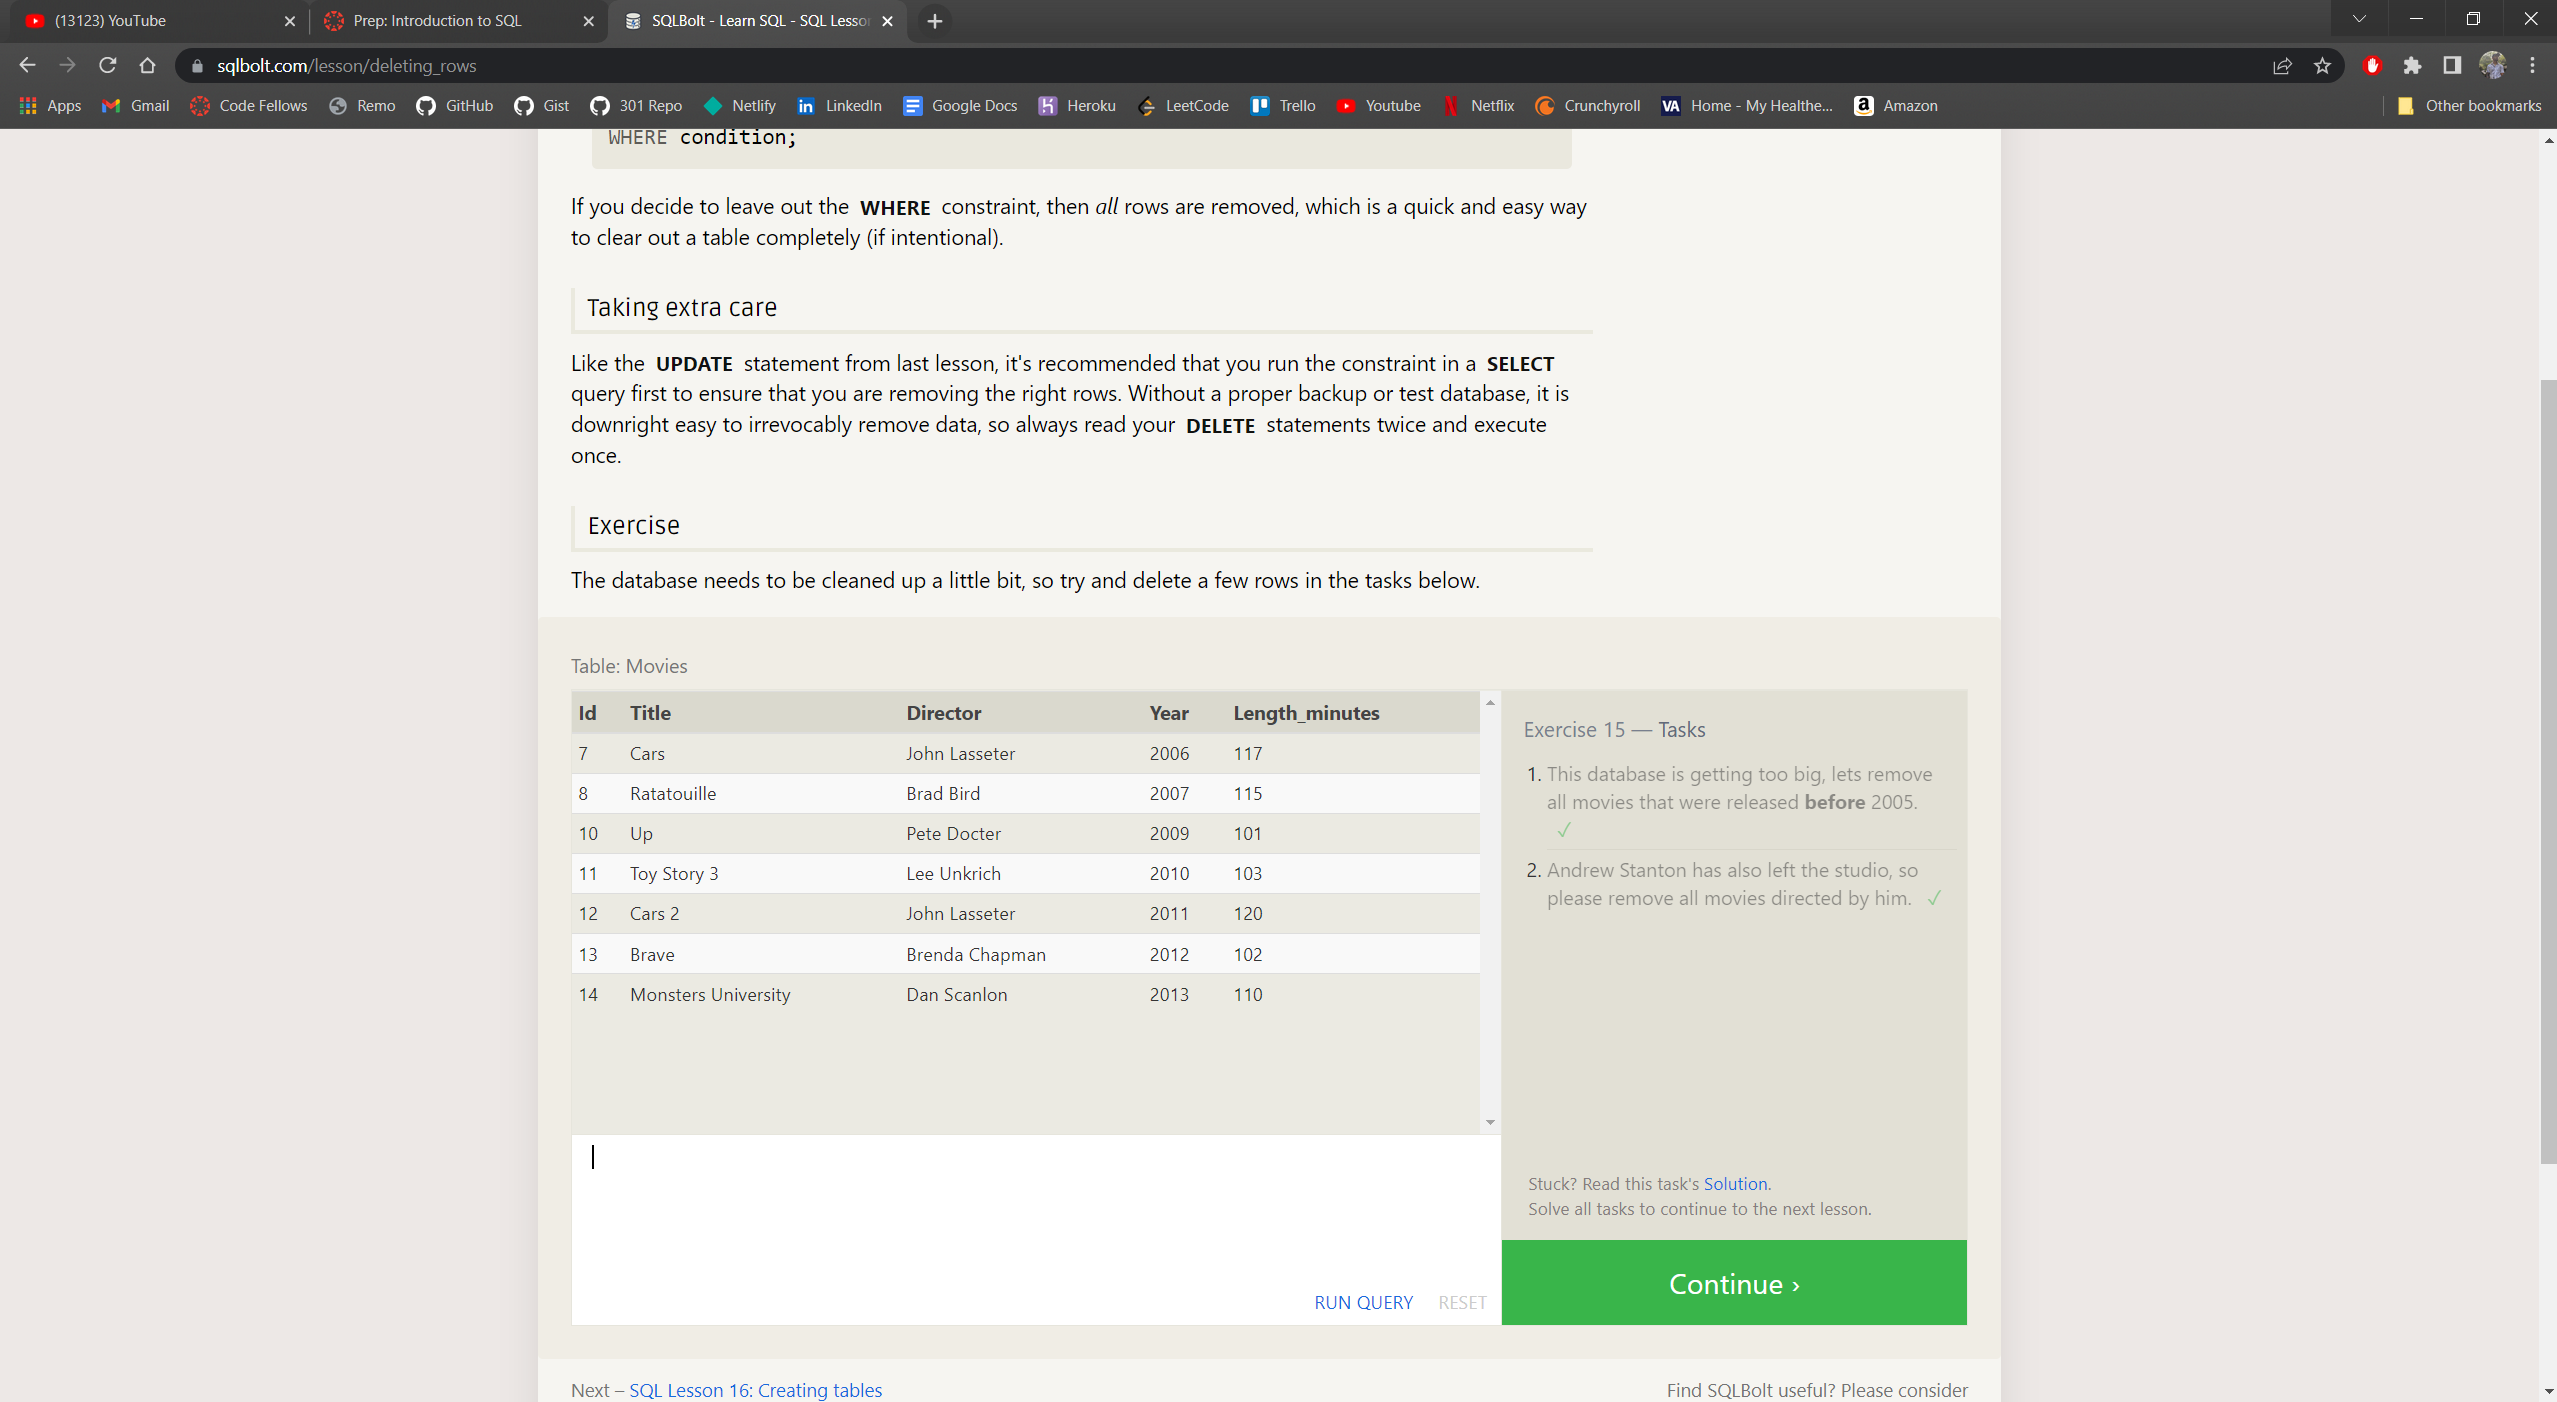 (13123) YouTube
Prep: Introduction to SQL
SQLBolt - Learn SQL - SQL Lesso
sqlbolt.com/lesson/deleting_rows
Apps Gmail Code Fellows Remo GitHub Gist 301 Repo Netlify LinkedIn Google Docs Heroku LeetCode Trello Youtube Netflix Crunchyroll Home - My Healthe... Amazon Other bookmarks
WHERE condition;
If you decide to leave out the WHERE constraint, then all rows are removed, which is a quick and easy way
to clear out a table completely (if intentional).
Taking extra care
Like the UPDATE statement from last lesson, it's recommended that you run the constraint in a SELECT
query first to ensure that you are removing the right rows. Without a proper backup or test database, it is
downright easy to irrevocably remove data, so always read your DELETE statements twice and execute
once.
Exercise
The database needs to be cleaned up a little bit, so try and delete a few rows in the tasks below.
Table: Movies
Id Title Director Year Length_minutes
7 Cars John Lasseter 2006 117
8 Ratatouille Brad Bird 2007 115
10 Up Pete Docter 2009 101
11 Toy Story 3 Lee Unkrich 2010 103
12 Cars 2 John Lasseter 2011 120
13 Brave Brenda Chapman 2012 102
14 Monsters University Dan Scanlon 2013 110
RUN QUERY RESET
Exercise 15 — Tasks
1. This database is getting too big, lets remove
all movies that were released before 2005.
✓
2. Andrew Stanton has also left the studio, so
please remove all movies directed by him. ✓
Stuck? Read this task's Solution.
Solve all tasks to continue to the next lesson.
Continue ›
Next – SQL Lesson 16: Creating tables
Find SQLBolt useful? Please consider